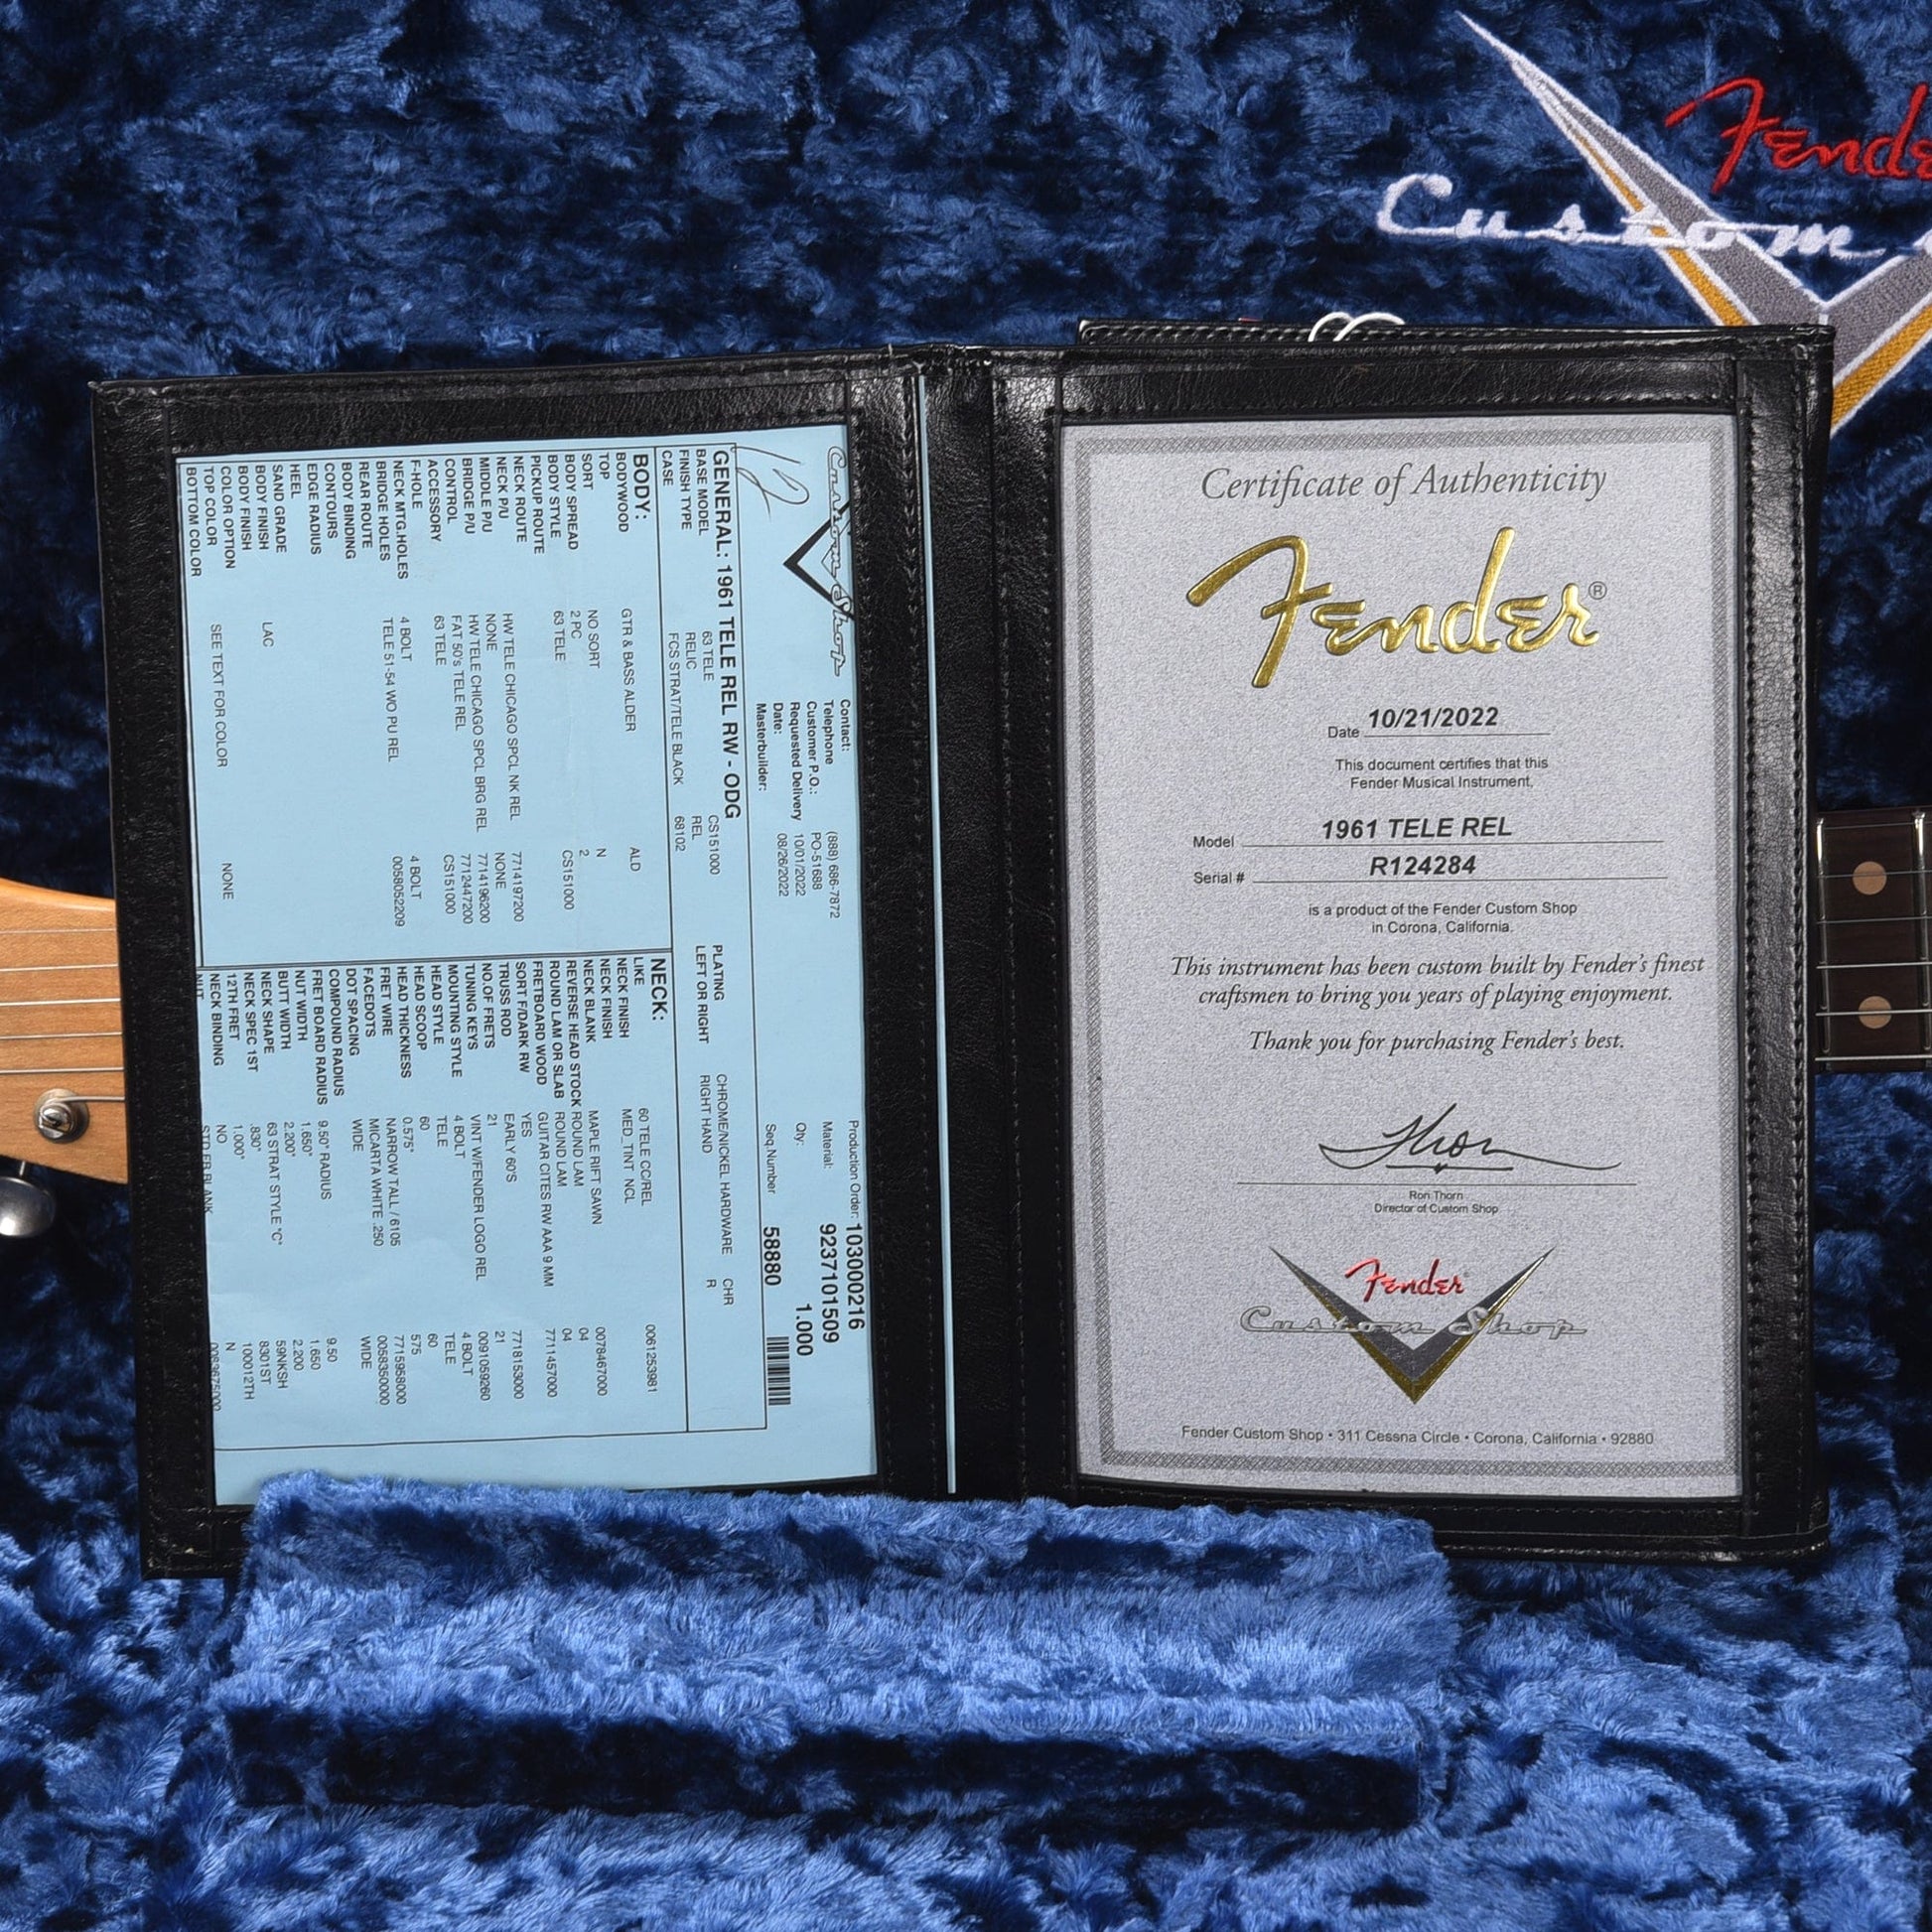 Fender
Custom
Custom Shop
12
Contact:
Telephone (888) 686-7872
Customer P.O.: PO-51688
Requested Delivery 10/01/2022
Date: 08/26/2022
Masterbuilder:
Production Order: 103000216
Material: 9237101509
Qty: 1.000
Seq.Number 58880
GENERAL: 1961 TELE REL RW - ODG
BASE MODEL 63 TELE CS151000 PLATING CHROME/NICKEL HARDWARE CHR
FINISH TYPE RELIC REL LEFT OR RIGHT RIGHT HAND R
CASE FCS STRAT/TELE BLACK 68102
BODY:
BODYWOOD GTR & BASS ALDER ALD
TOP
SORT NO SORT N
BODY SPREAD 2 PC 2
BODY STYLE 63 TELE CS151000
PICKUP ROUTE
NECK ROUTE
NECK P/U HW TELE CHICAGO SPCL NK REL 7714197200
MIDDLE P/U NONE NONE
BRIDGE P/U HW TELE CHICAGO SPCL BRG REL 7714196200
CONTROL FAT 50's TELE REL 7712447200
ACCESSORY 63 TELE CS151000
F-HOLE
NECK MTG.HOLES 4 BOLT 4 BOLT
BRIDGE HOLES TELE 51-54 WO PU REL 0058052209
REAR ROUTE
BODY BINDING
CONTOURS
EDGE RADIUS
HEEL
SAND GRADE
BODY FINISH LAC
BODY FINISH
COLOR OPTION NONE
TOP COLOR SEE TEXT FOR COLOR
BOTTOM COLOR
NECK:
LIKE 60 TELE CC/REL 0061253981
NECK FINISH MED_TINT NCL
NECK FINISH
NECK BLANK MAPLE RIFT SAWN 0078467000
REVERSE HEAD STOCK ROUND LAM 04
ROUND LAM OR SLAB ROUND LAM 04
FRETBOARD WOOD GUITAR CITES RW AAA 9 MM 7711457000
SORT F/DARK RW YES
TRUSS ROD EARLY 60'S 7718153000
NO.OF FRETS 21 21
TUNING KEYS VINT W/FENDER LOGO REL 0091059260
MOUNTING STYLE 4 BOLT 4 BOLT
HEAD STYLE TELE TELE
HEAD SCOOP 60 60
HEAD THICKNESS 0.575" 575
FRET WIRE NARROW TALL / 6105 7715958000
FACEDOTS MICARTA WHITE .250 0058350000
DOT SPACING WIDE WIDE
COMPOUND RADIUS
FRET BOARD RADIUS 9.50" RADIUS 9.50
NUT WIDTH 1.650" 1.650
BUTT WIDTH 2.200" 2.200
NECK SHAPE 63 STRAT STYLE "C" 59NKSH
NECK SPEC 1ST .830" 8301ST
12TH FRET 1.000" 100012TH
NECK BINDING NO N
NUT
Certificate of Authenticity
Fender®
Date 10/21/2022
This document certifies that this
Fender Musical Instrument,
Model 1961 TELE REL
Serial # R124284
is a product of the Fender Custom Shop
in Corona, California.
This instrument has been custom built by Fender's finest
craftsmen to bring you years of playing enjoyment.
Thank you for purchasing Fender's best.
Ron Thorn
Director of Custom Shop
Fender
Custom Shop
Fender Custom Shop • 311 Cessna Circle • Corona, California • 92880